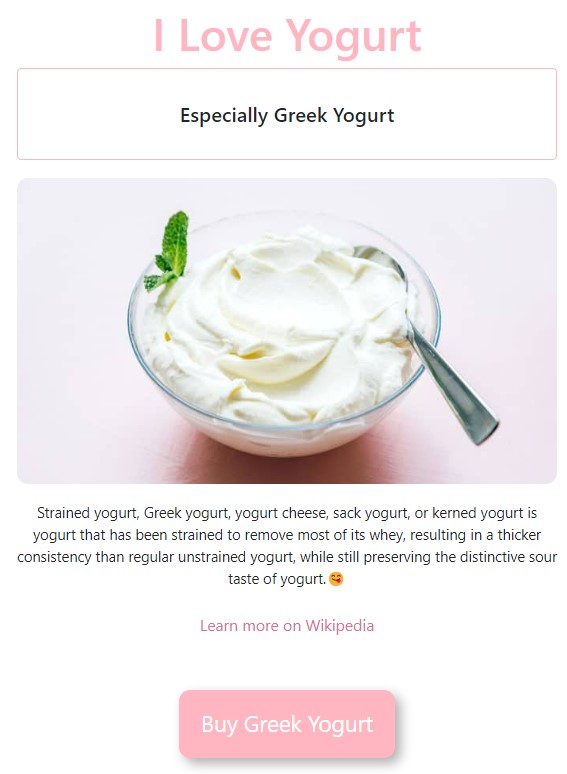 I Love Yogurt
Especially Greek Yogurt
Strained yogurt, Greek yogurt, yogurt cheese, sack yogurt, or kerned yogurt is
yogurt that has been strained to remove most of its whey, resulting in a thicker
consistency than regular unstrained yogurt, while still preserving the distinctive sour
taste of yogurt.😋
Learn more on Wikipedia
Buy Greek Yogurt